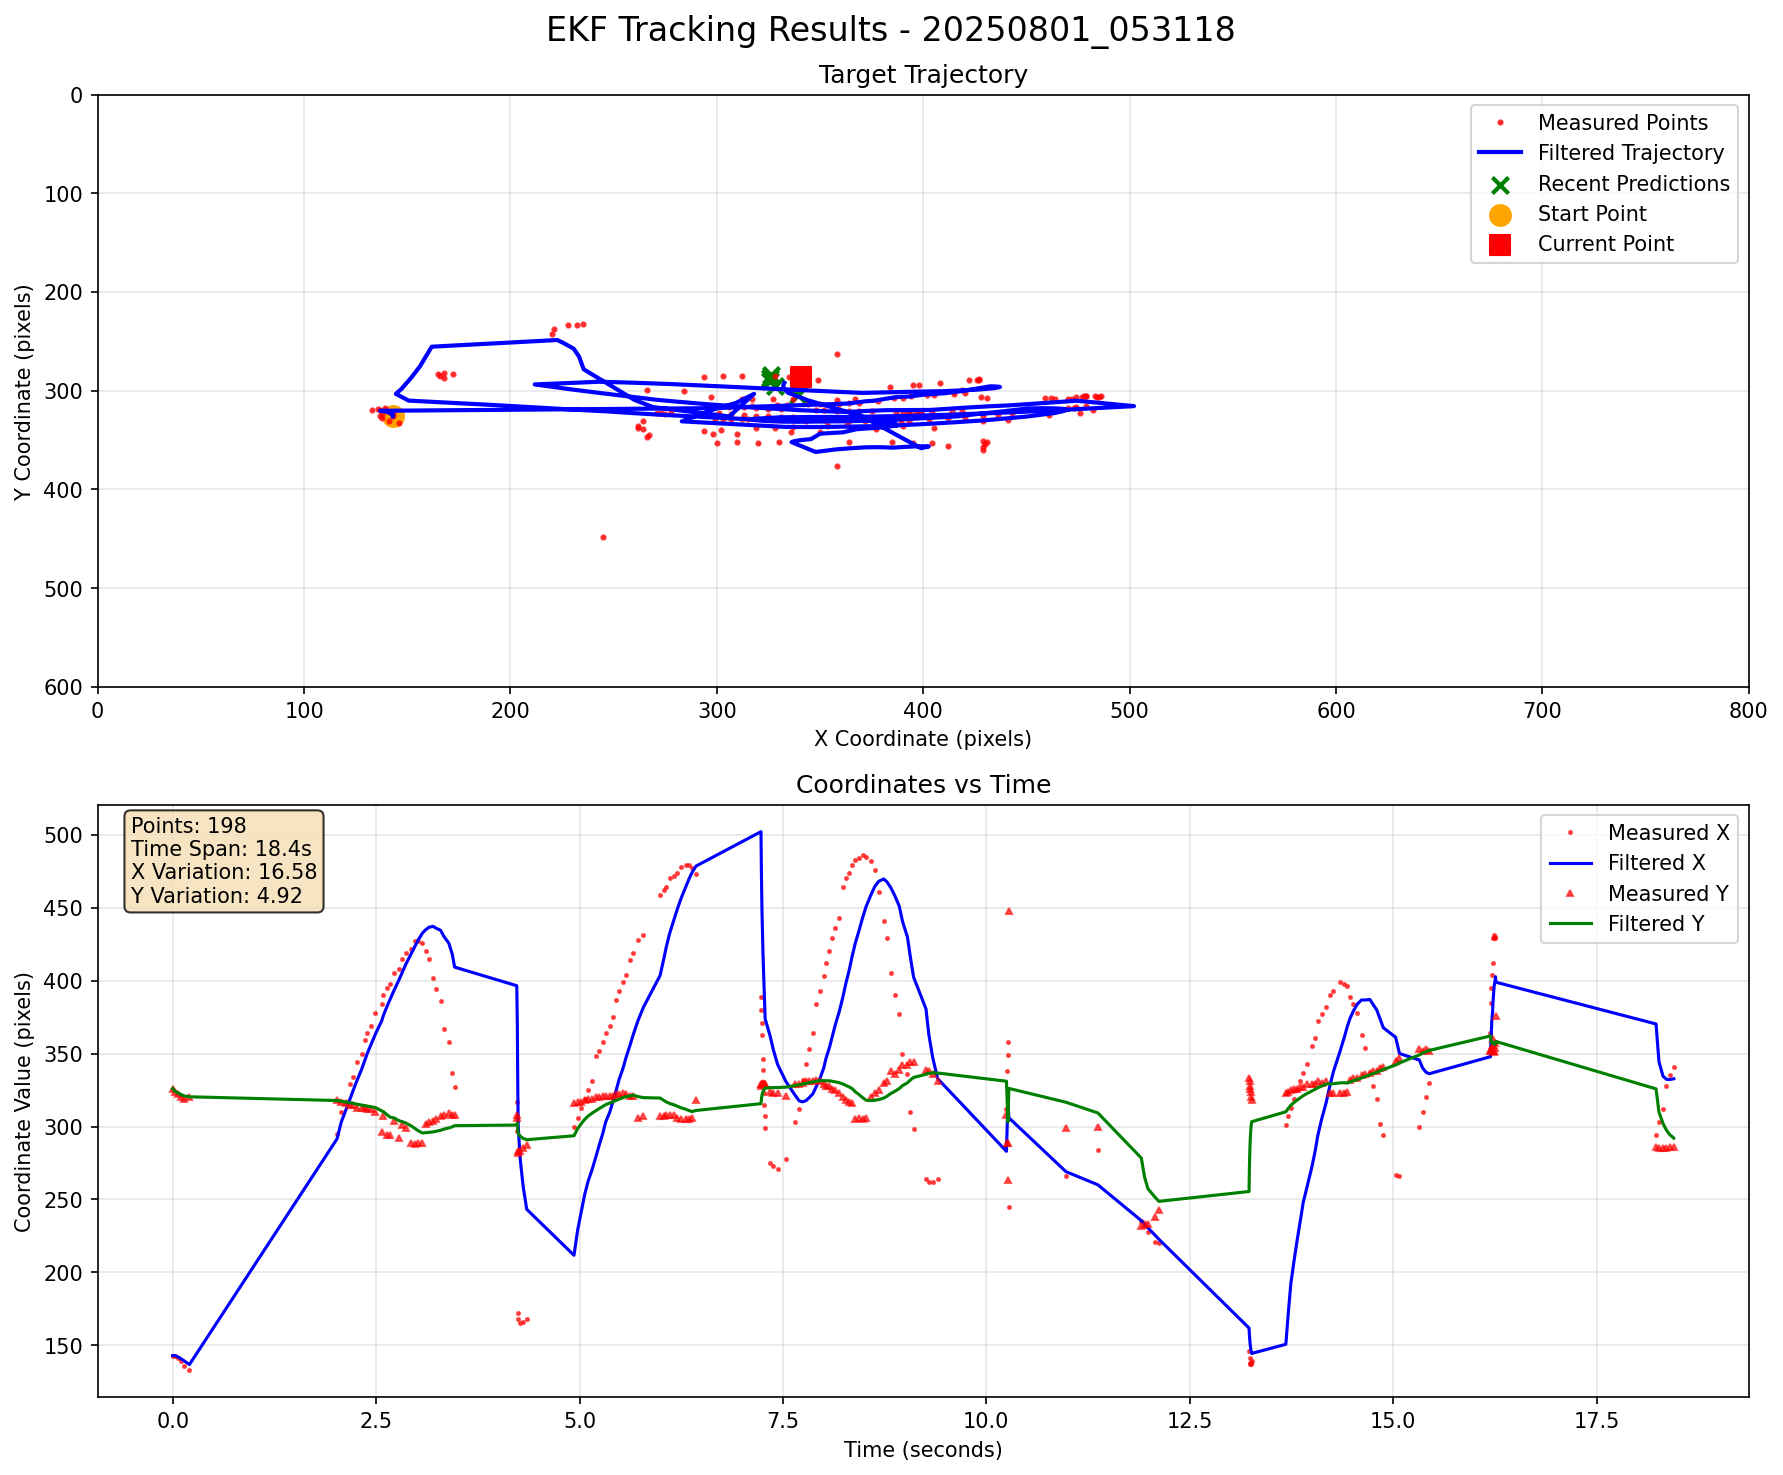 EKF Tracking Results - 20250801_053118
Target Trajectory
Measured Points
Filtered Trajectory
Recent Predictions
Start Point
Current Point
Y Coordinate (pixels)
0
100
200
300
400
500
600
0 100 200 300 400 500 600 700 800
X Coordinate (pixels)
Coordinates vs Time
Points: 198
Time Span: 18.4s
X Variation: 16.58
Y Variation: 4.92
Measured X
Filtered X
Measured Y
Filtered Y
Coordinate Value (pixels)
500
450
400
350
300
250
200
150
0.0 2.5 5.0 7.5 10.0 12.5 15.0 17.5
Time (seconds)